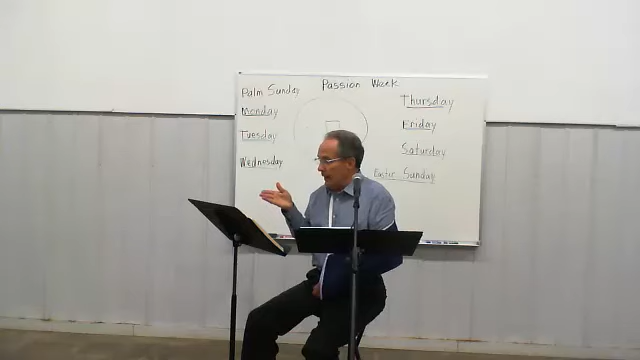 Passion Week
Palm Sunday
Monday
Tuesday
Wednesday
Thursday
Friday
Saturday
Easter Sunday